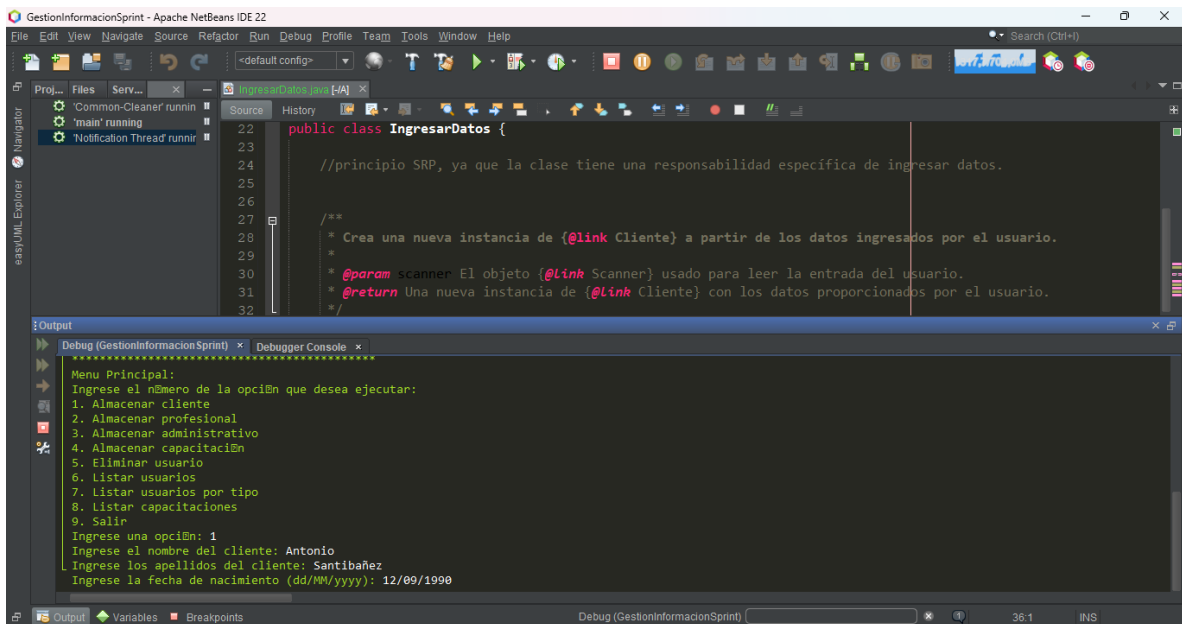 GestionInformacionSprint - Apache NetBeans IDE 22
File Edit View Navigate Source Refactor Run Debug Profile Team Tools Window Help
Search (Ctrl+I)
<default config>
Proj... Files Serv...
IngresarDatos.java [-/A]
'Common-Cleaner' runnin
'main' running
'Notification Thread' runnin
Navigator
easyUML Explorer
Source History
22 public class IngresarDatos {
23
24 //principio SRP, ya que la clase tiene una responsabilidad específica de ingresar datos.
25
26
27 /**
28 * Crea una nueva instancia de {@link Cliente} a partir de los datos ingresados por el usuario.
29 *
30 * @param scanner El objeto {@link Scanner} usado para leer la entrada del usuario.
31 * @return Una nueva instancia de {@link Cliente} con los datos proporcionados por el usuario.
32 */
Output
Debug (GestionInformacionSprint) × Debugger Console ×
*******************************************
Menu Principal:
Ingrese el n�mero de la opci�n que desea ejecutar:
1. Almacenar cliente
2. Almacenar profesional
3. Almacenar administrativo
4. Almacenar capacitaci�n
5. Eliminar usuario
6. Listar usuarios
7. Listar usuarios por tipo
8. Listar capacitaciones
9. Salir
Ingrese una opci�n: 1
Ingrese el nombre del cliente: Antonio
Ingrese los apellidos del cliente: Santibañez
Ingrese la fecha de nacimiento (dd/MM/yyyy): 12/09/1990
Output Variables Breakpoints
Debug (GestionInformacionSprint)
1
36:1
INS